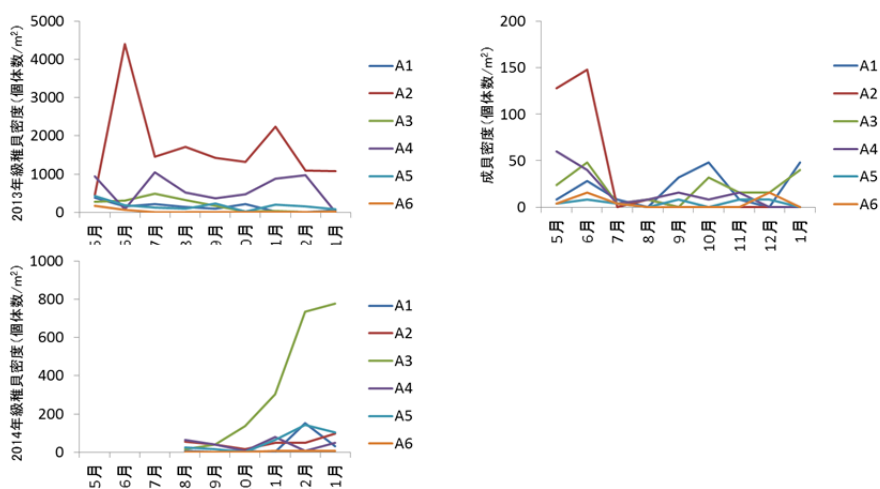 2013年級稚貝密度(個体数/m²)
5000
4000
3000
2000
1000
0
5月
6月
7月
8月
9月
0月
1月
2月
1月
A1
A2
A3
A4
A5
A6
成貝密度(個体数/m²)
200
150
100
50
0
5月
6月
7月
8月
9月
10月
11月
12月
1月
A1
A2
A3
A4
A5
A6
2014年級稚貝密度(個体数/m²)
1000
800
600
400
200
0
5月
6月
7月
8月
9月
0月
1月
2月
1月
A1
A2
A3
A4
A5
A6